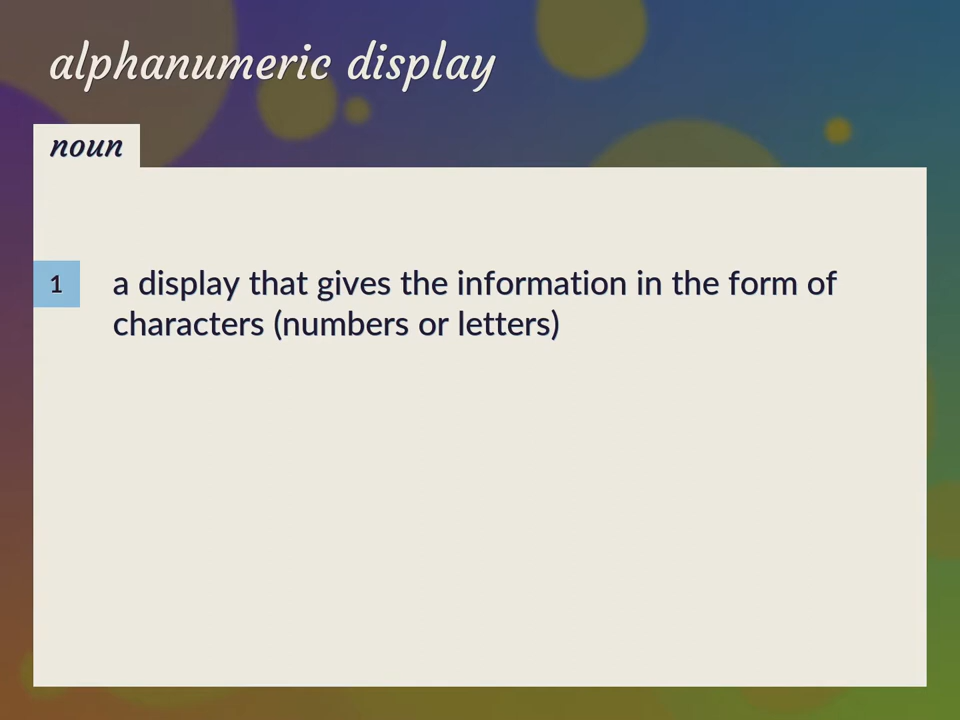 alphanumeric display
noun
1
a display that gives the information in the form of
characters (numbers or letters)